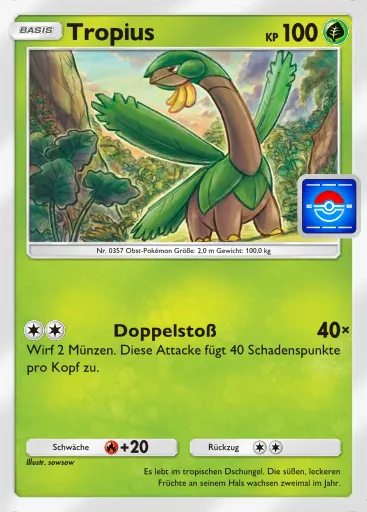 BASIS Tropius KP 100
Nr. 0357 Obst-Pokémon Größe: 2,0 m Gewicht: 100,0 kg
Doppelstoß 40×
Wirf 2 Münzen. Diese Attacke fügt 40 Schadenspunkte
pro Kopf zu.
Schwäche +20 Rückzug
Illustr. sowsow
Es lebt im tropischen Dschungel. Die süßen, leckeren
Früchte an seinem Hals wachsen zweimal im Jahr.